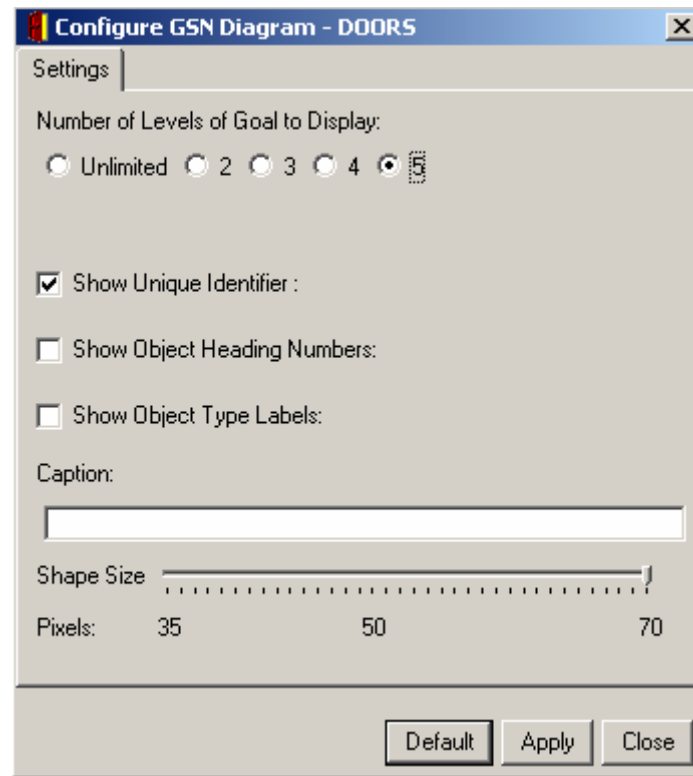 Configure GSN Diagram - DOORS
Settings
Number of Levels of Goal to Display:
Unlimited 2 3 4 5
Show Unique Identifier :
Show Object Heading Numbers:
Show Object Type Labels:
Caption:
Shape Size
Pixels: 35 50 70
Default Apply Close